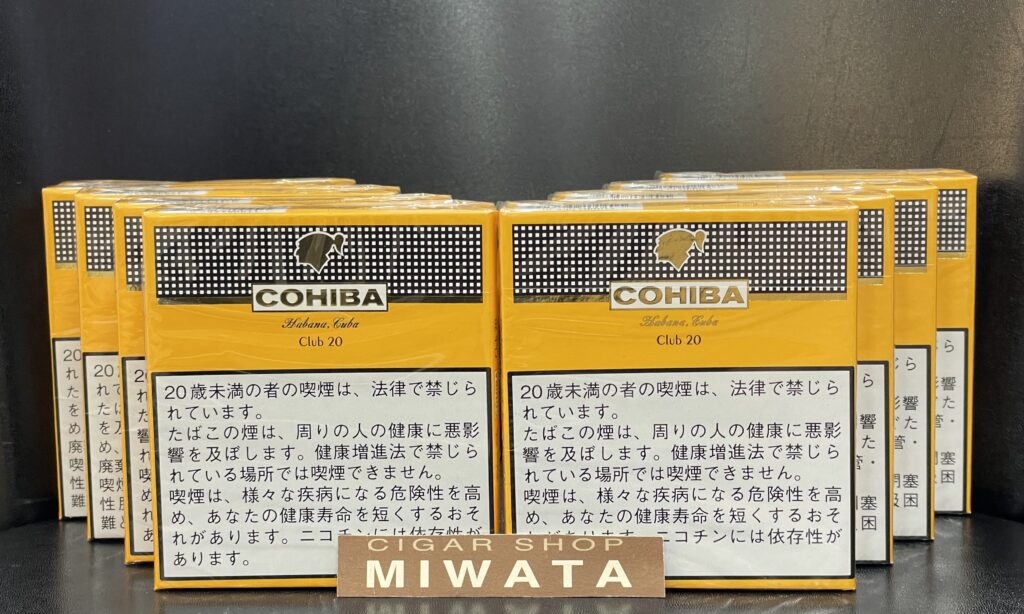 COHIBA
Habana, Cuba
Club 20
20歳未満の者の喫煙は、法律で禁じら
れています。
たばこの煙は、周りの人の健康に悪影
響を及ぼします。健康増進法で禁じら
れている場所では喫煙できません。
喫煙は、様々な疾病になる危険性を高
め、あなたの健康寿命を短くするおそ
れがあります。ニコチンには依存性が
あります。
COHIBA
Habana, Cuba
Club 20
20歳未満の者の喫煙は、法律で禁じら
れています。
たばこの煙は、周りの人の健康に悪影
響を及ぼします。健康増進法で禁じら
れている場所では喫煙できません。
喫煙は、様々な疾病になる危険性を高
め、あなたの健康寿命を短くするおそ
があります。ニコチンには依存性
あります。
CIGAR SHOP
MIWATA